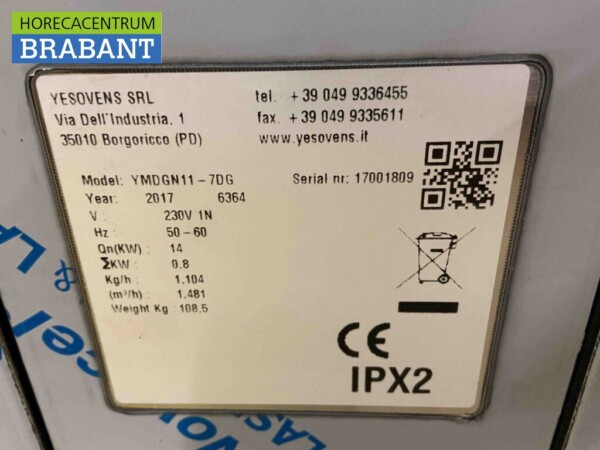 HORECACENTRUM
BRABANT
YESOVENS SRL
Via Dell'Industria, 1
35010 Borgoricco (PD)
tel. +39 049 9336455
fax. +39 049 9335611
www.yesovens.it
Model: YMDGN11-7DG
Serial nr: 17001809
Year: 2017 6364
V : 230V 1N
Hz : 50-60
Qn(KW) : 14
ΣKW : 0.8
Kg/h : 1,104
(m³/h) : 1,481
Weight Kg : 108.5
CE
IPX2